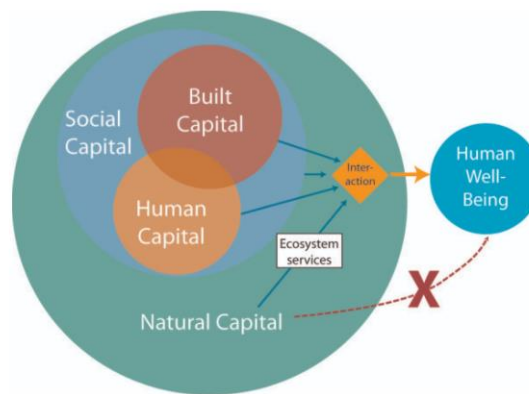 Built
Capital
Social
Capital
Human
Capital
Inter-
action
Human
Well-
Being
Ecosystem
services
Natural Capital
X